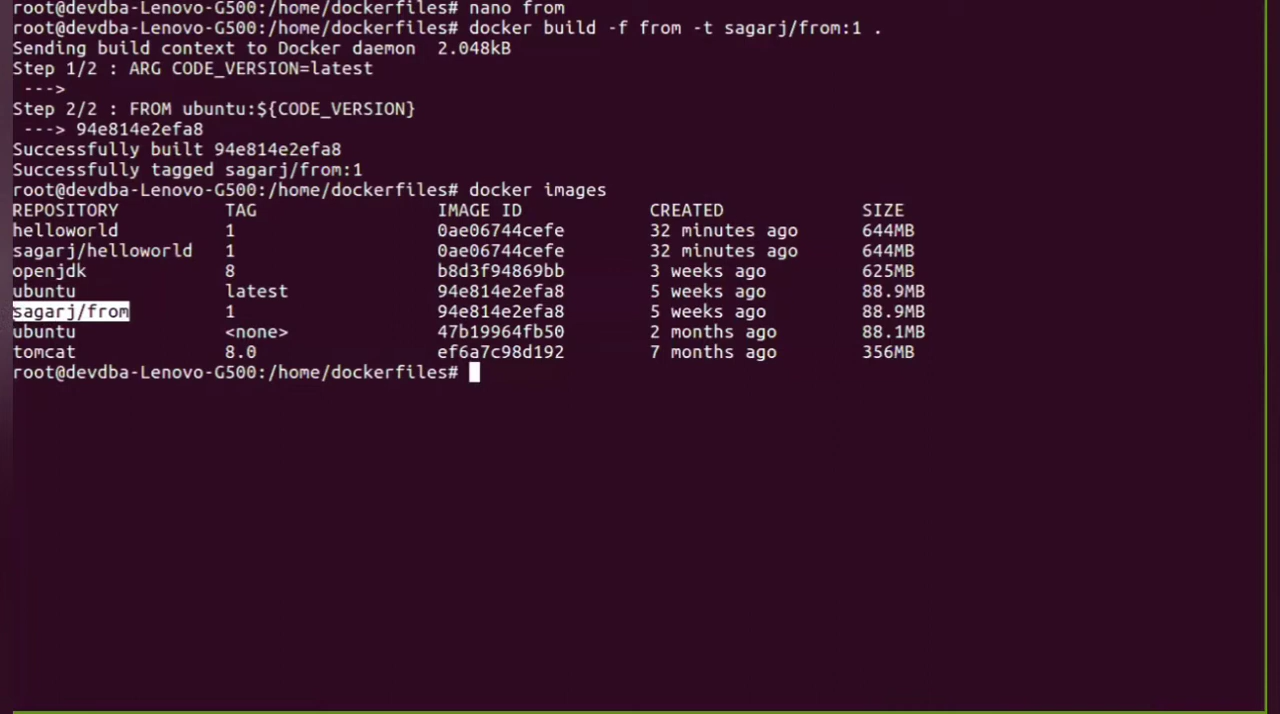 root@devdba-Lenovo-G500:/home/dockerfiles# nano from
root@devdba-Lenovo-G500:/home/dockerfiles# docker build -f from -t sagarj/from:1 .
Sending build context to Docker daemon  2.048kB
Step 1/2 : ARG CODE_VERSION=latest
 --->
Step 2/2 : FROM ubuntu:${CODE_VERSION}
 ---> 94e814e2efa8
Successfully built 94e814e2efa8
Successfully tagged sagarj/from:1
root@devdba-Lenovo-G500:/home/dockerfiles# docker images
REPOSITORY          TAG                 IMAGE ID            CREATED             SIZE
helloworld          1                   0ae06744cefe        32 minutes ago      644MB
sagarj/helloworld   1                   0ae06744cefe        32 minutes ago      644MB
openjdk             8                   b8d3f94869bb        3 weeks ago         625MB
ubuntu              latest              94e814e2efa8        5 weeks ago         88.9MB
sagarj/from         1                   94e814e2efa8        5 weeks ago         88.9MB
ubuntu              <none>              47b19964fb50        2 months ago        88.1MB
tomcat              8.0                 ef6a7c98d192        7 months ago        356MB
root@devdba-Lenovo-G500:/home/dockerfiles#